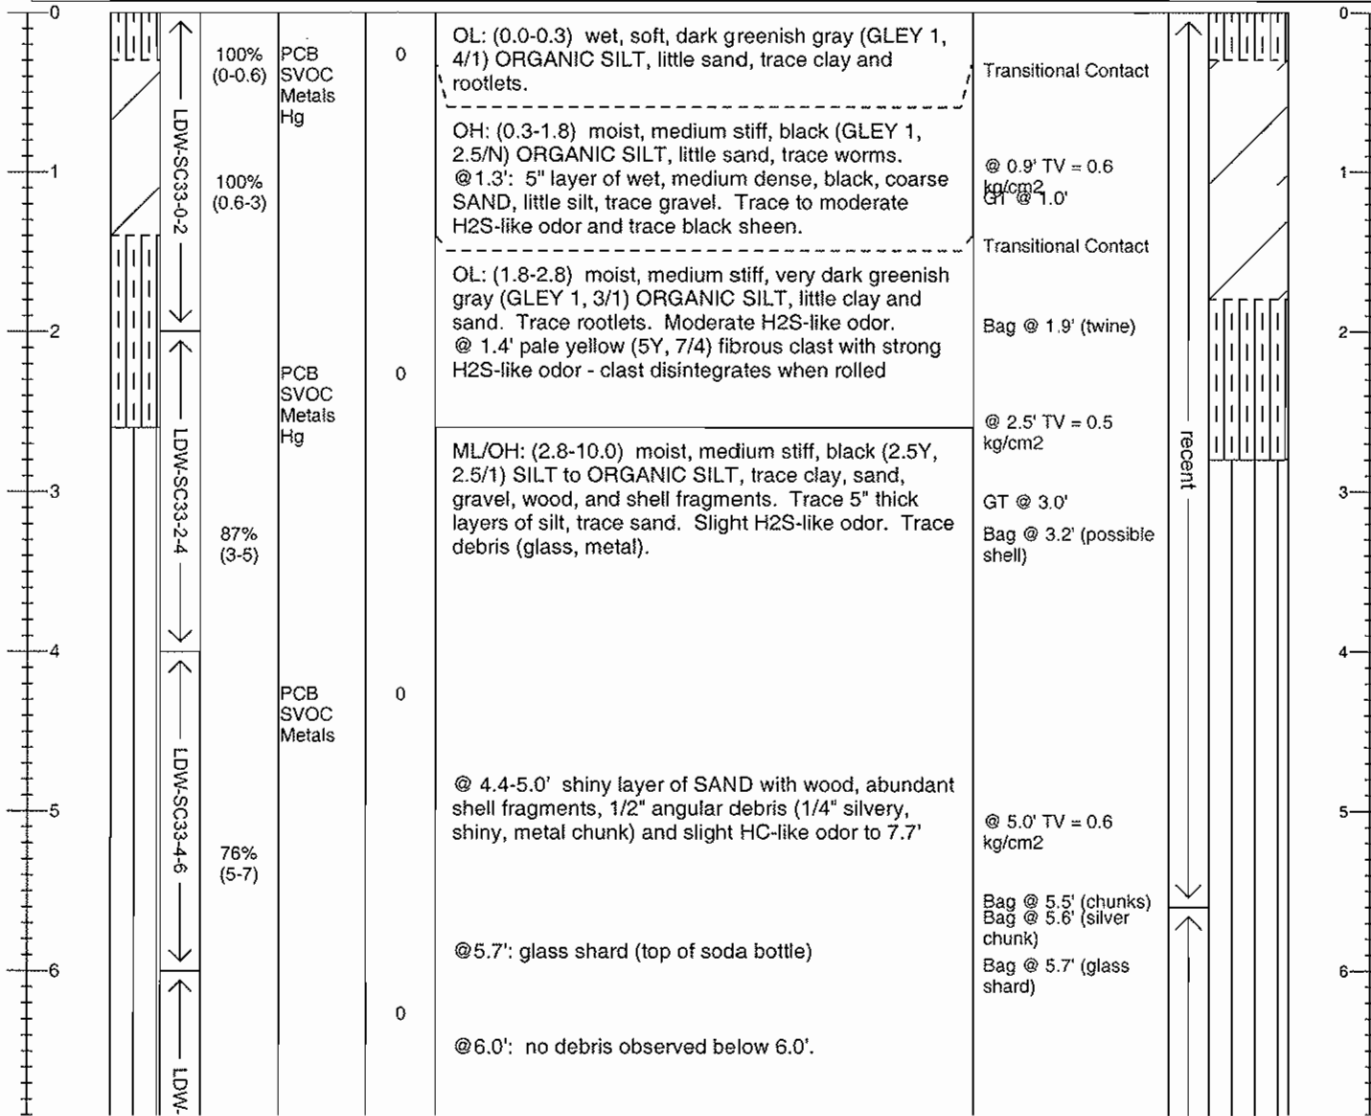 0
0
LDW-SC33-0-2
100%
(0-0.6)
PCB
SVOC
Metals
Hg
0
OL: (0.0-0.3) wet, soft, dark greenish gray (GLEY 1,
4/1) ORGANIC SILT, little sand, trace clay and
rootlets.
Transitional Contact
OH: (0.3-1.8) moist, medium stiff, black (GLEY 1,
2.5/N) ORGANIC SILT, little sand, trace worms.
@1.3': 5" layer of wet, medium dense, black, coarse
SAND, little silt, trace gravel. Trace to moderate
H2S-like odor and trace black sheen.
1
1
100%
(0.6-3)
@ 0.9' TV = 0.6
kg/cm2
GT @ 1.0'
Transitional Contact
OL: (1.8-2.8) moist, medium stiff, very dark greenish
gray (GLEY 1, 3/1) ORGANIC SILT, little clay and
sand. Trace rootlets. Moderate H2S-like odor.
@ 1.4' pale yellow (5Y, 7/4) fibrous clast with strong
H2S-like odor - clast disintegrates when rolled
Bag @ 1.9' (twine)
2
2
LDW-SC33-2-4
PCB
SVOC
Metals
Hg
0
@ 2.5' TV = 0.5
kg/cm2
recent
ML/OH: (2.8-10.0) moist, medium stiff, black (2.5Y,
2.5/1) SILT to ORGANIC SILT, trace clay, sand,
gravel, wood, and shell fragments. Trace 5" thick
layers of silt, trace sand. Slight H2S-like odor. Trace
debris (glass, metal).
3
3
87%
(3-5)
GT @ 3.0'
Bag @ 3.2' (possible
shell)
4
4
LDW-SC33-4-6
PCB
SVOC
Metals
0
@ 4.4-5.0' shiny layer of SAND with wood, abundant
shell fragments, 1/2" angular debris (1/4" silvery,
shiny, metal chunk) and slight HC-like odor to 7.7'
5
5
76%
(5-7)
@ 5.0' TV = 0.6
kg/cm2
Bag @ 5.5' (chunks)
Bag @ 5.6' (silver
chunk)
@5.7': glass shard (top of soda bottle)
Bag @ 5.7' (glass
shard)
6
6
0
@6.0': no debris observed below 6.0'.
LDW-